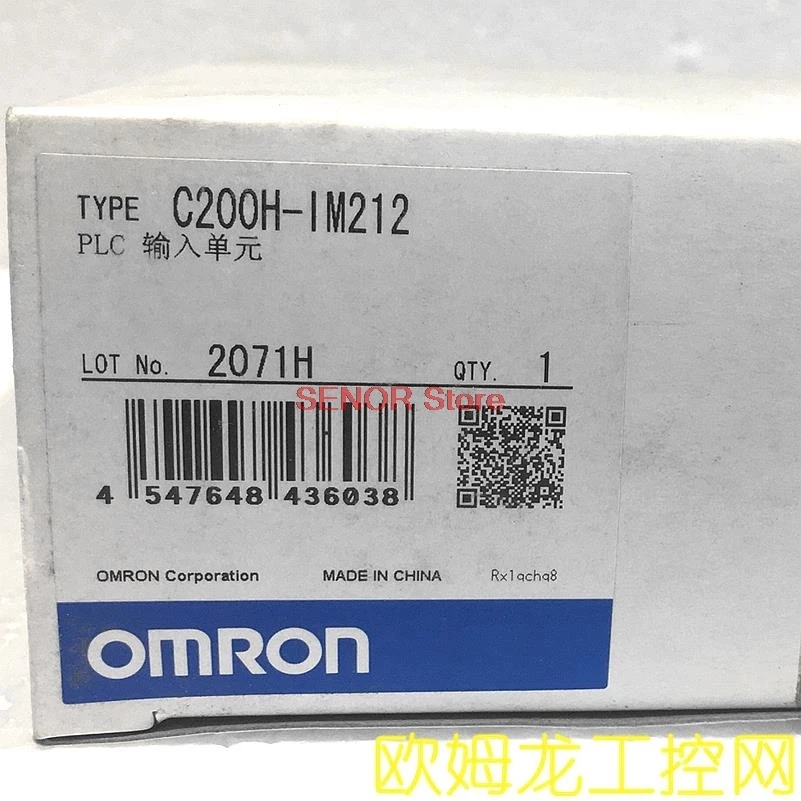 TYPE C200H-IM212
PLC 输入单元
LOT No. 2071H QTY. 1
SENOR Store
4 547648 436038
OMRON Corporation MADE IN CHINA Rx1qchq8
OMRON
欧姆龙工控网